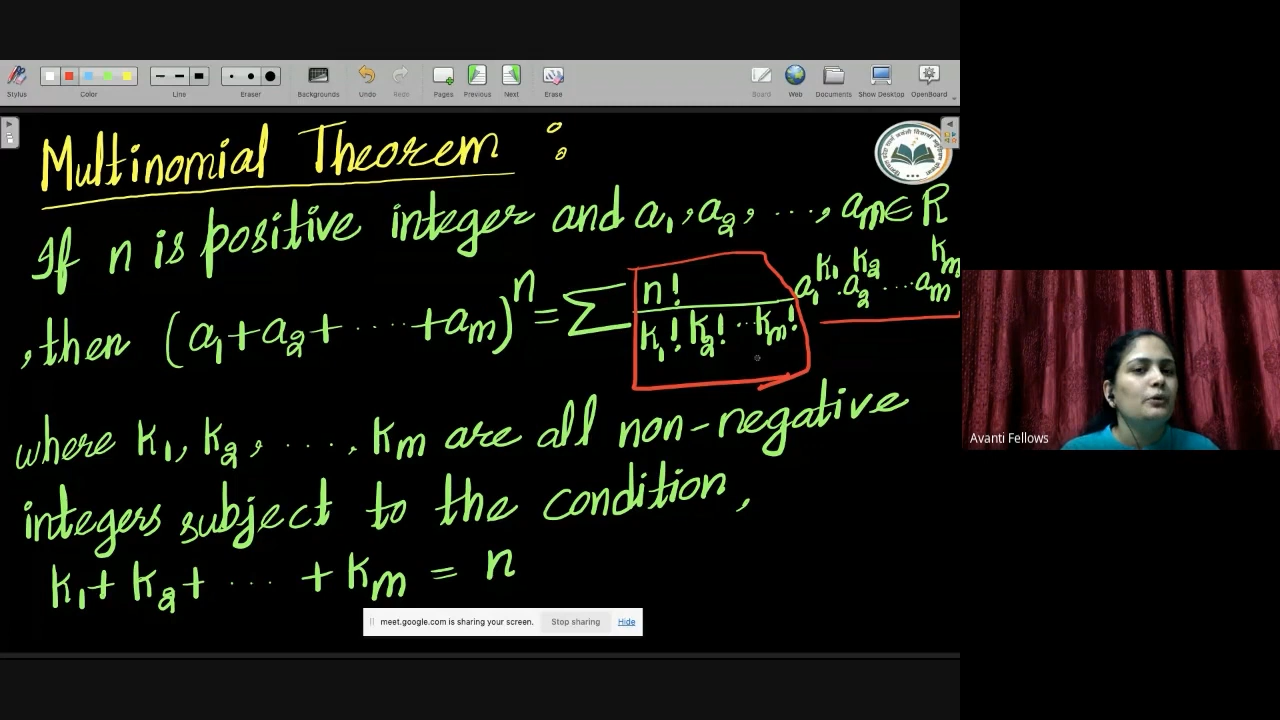 Stylus Color Line Eraser Backgrounds Undo Redo Pages Previous Next Erase Board Web Documents Show Desktop OpenBoard
Multinomial Theorem :
If n is positive integer and a₁, a₂, ..., aₘ ∈ R
, then (a₁ + a₂ + ..... + aₘ)ⁿ = ∑ n! / k₁! k₂! ... kₘ! a₁^k₁ . a₂^k₂ ... aₘ^kₘ
where k₁, k₂, ...., kₘ are all non-negative
integers subject to the condition,
k₁ + k₂ + ... + kₘ = n
Avanti Fellows
meet.google.com is sharing your screen. Stop sharing Hide